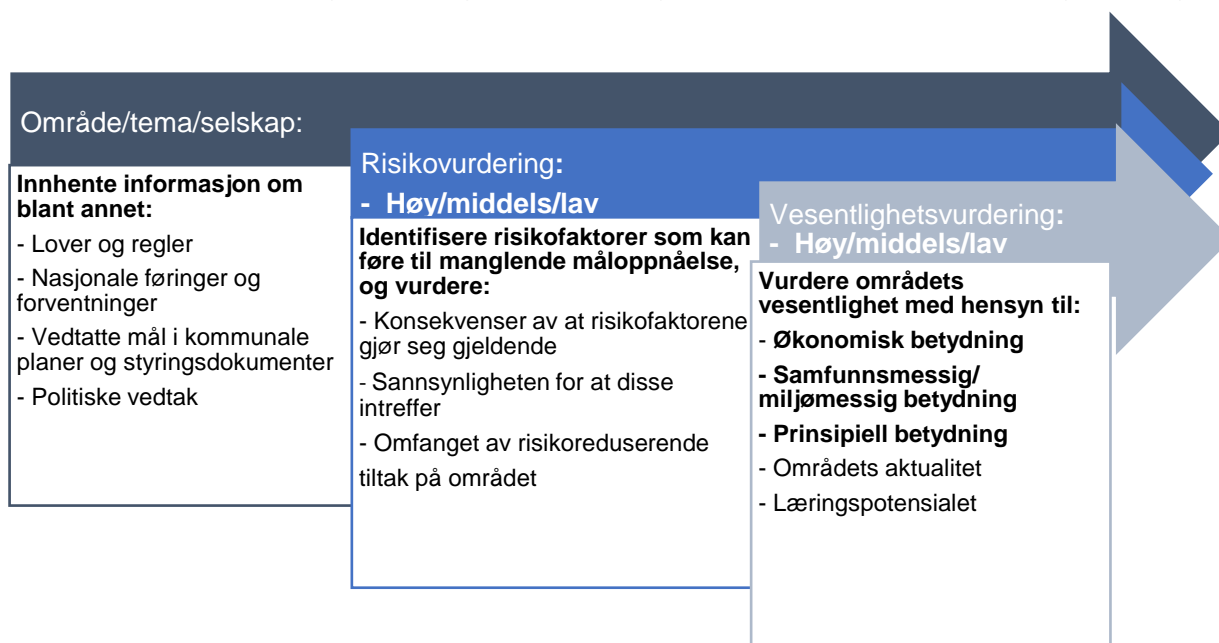 Område/tema/selskap:
Innhente informasjon om
blant annet:
- Lover og regler
- Nasjonale føringer og
forventninger
- Vedtatte mål i kommunale
planer og styringsdokumenter
- Politiske vedtak
Risikovurdering:
- Høy/middels/lav
Identifisere risikofaktorer som kan
føre til manglende måloppnåelse,
og vurdere:
- Konsekvenser av at risikofaktorene
gjør seg gjeldende
- Sannsynligheten for at disse
intreffer
- Omfanget av risikoreduserende
tiltak på området
Vesentlighetsvurdering:
- Høy/middels/lav
Vurdere områdets
vesentlighet med hensyn til:
- Økonomisk betydning
- Samfunnsmessig/
miljømessig betydning
- Prinsipiell betydning
- Områdets aktualitet
- Læringspotensialet